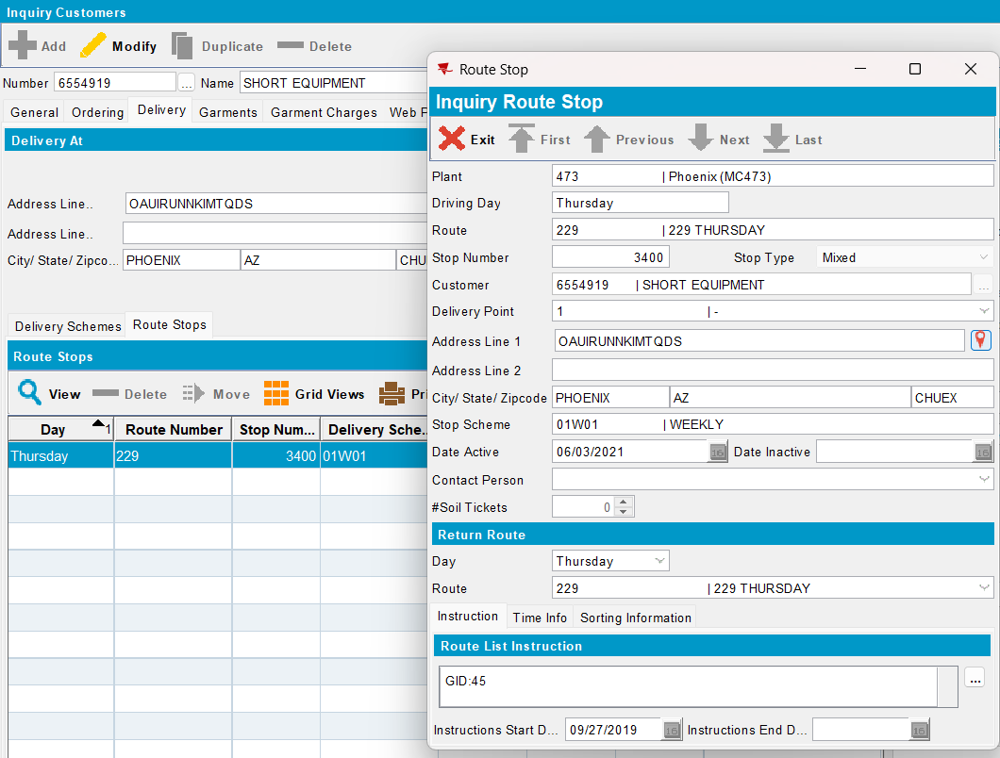 Inquiry Customers
Add Modify Duplicate Delete
Number 6554919 ... Name SHORT EQUIPMENT
General Ordering Delivery Garments Garment Charges Web
Delivery At
Address Line.. OAUIRUNNKIMTQDS
Address Line..
City/ State/ Zipco... PHOENIX AZ CHU
Delivery Schemes Route Stops
Route Stops
View Delete Move Grid Views
Day 1 Route Number Stop Num... Delivery Sche..
Thursday 229 3400 01W01
Route Stop
Inquiry Route Stop
Exit First Previous Next Last
Plant 473 | Phoenix (MC473)
Driving Day Thursday
Route 229 | 229 THURSDAY
Stop Number 3400 Stop Type Mixed
Customer 6554919 | SHORT EQUIPMENT ...
Delivery Point 1 | -
Address Line 1 OAUIRUNNKIMTQDS
Address Line 2
City/ State/ Zipcode PHOENIX AZ CHUEX
Stop Scheme 01W01 | WEEKLY
Date Active 06/03/2021 16 Date Inactive 16
Contact Person
#Soil Tickets 0
Return Route
Day Thursday
Route 229 | 229 THURSDAY
Instruction Time Info Sorting Information
Route List Instruction
GID:45
...
Instructions Start D... 09/27/2019 16 Instructions End D... 16